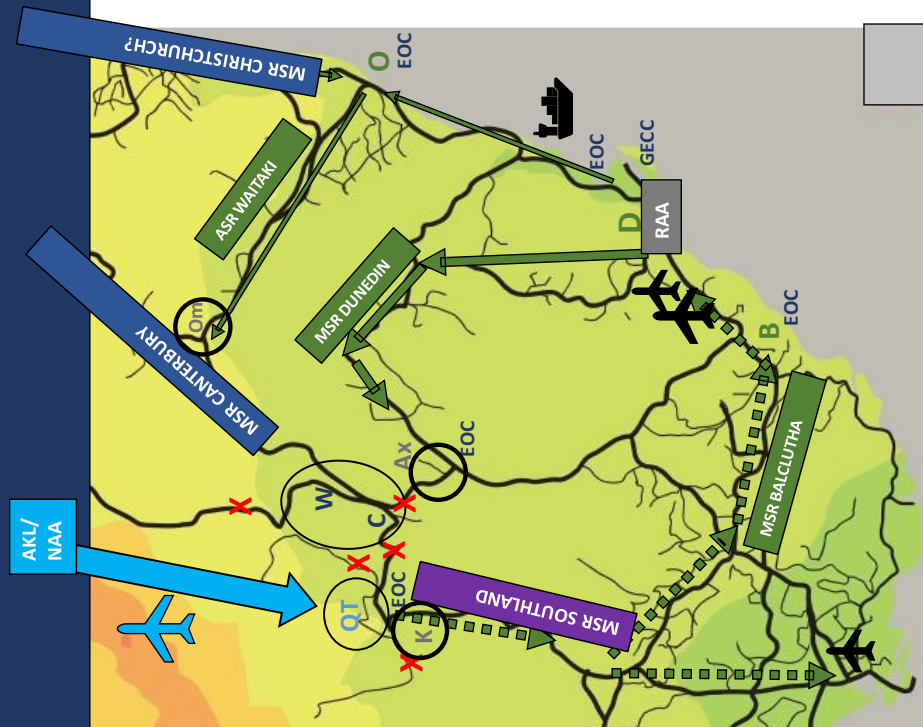 MSR CHRISTCHURCH?
O
EOC
ASR WAITAKI
EOC
GECC
D
RAA
MSR DUNEDIN
Om
MSR CANTERBURY
Ax
EOC
B
EOC
MSR BALCLUTHA
AKL/
NAA
W
C
X
X
X
X
X
QT
EOC
K
MSR SOUTHLAND